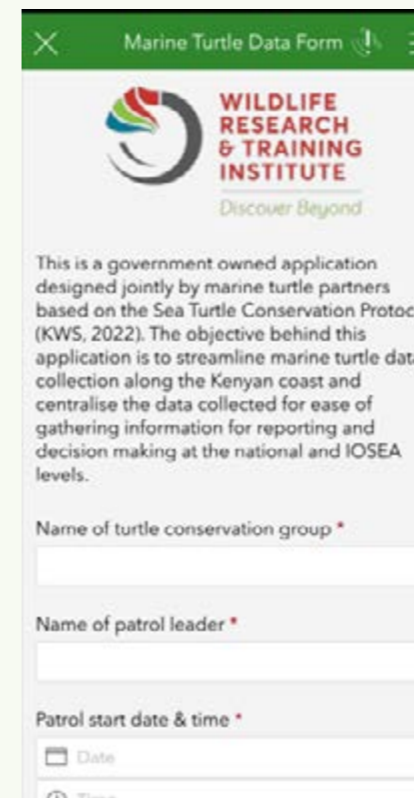 Marine Turtle Data Form
WILDLIFE
RESEARCH
& TRAINING
INSTITUTE
Discover Beyond
This is a government owned application
designed jointly by marine turtle partners
based on the Sea Turtle Conservation Protoc
(KWS, 2022). The objective behind this
application is to streamline marine turtle data
collection along the Kenyan coast and
centralise the data collected for ease of
gathering information for reporting and
decision making at the national and IOSEA
levels.
Name of turtle conservation group *
Name of patrol leader *
Patrol start date & time *
Date
Time